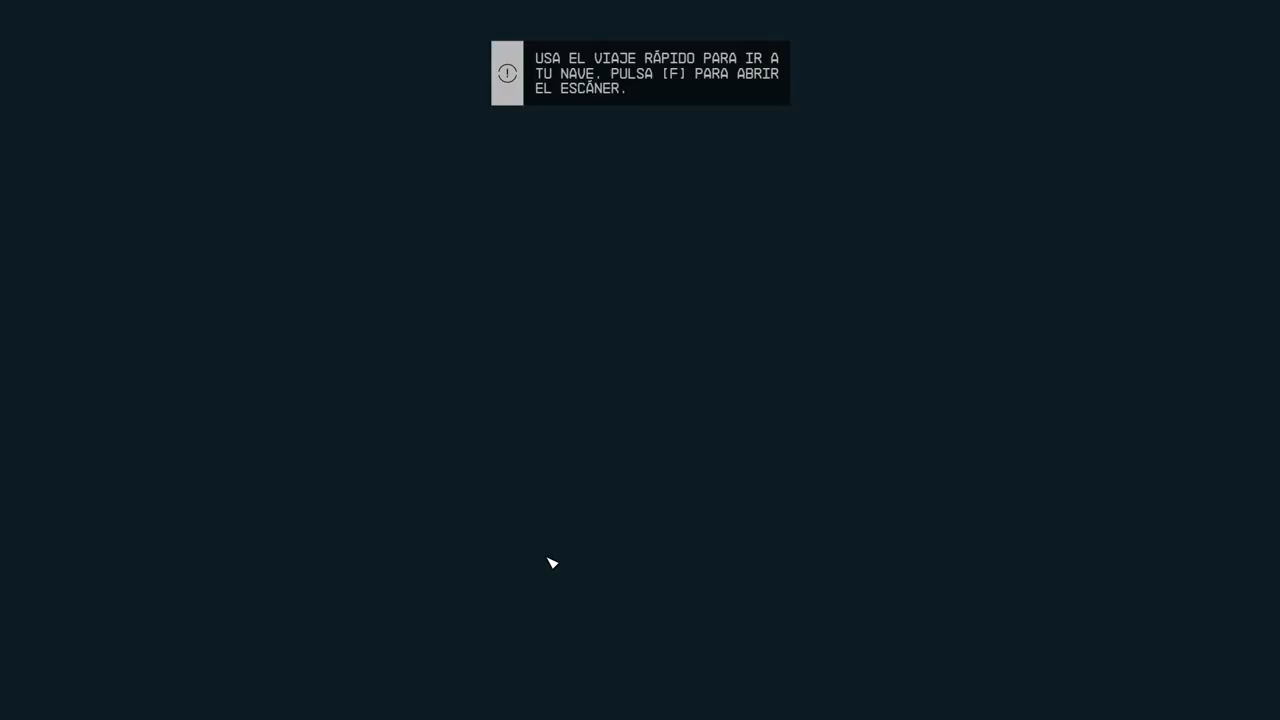 USA EL VIAJE RÁPIDO PARA IR A
TU NAVE. PULSA [F] PARA ABRIR
EL ESCÁNER.